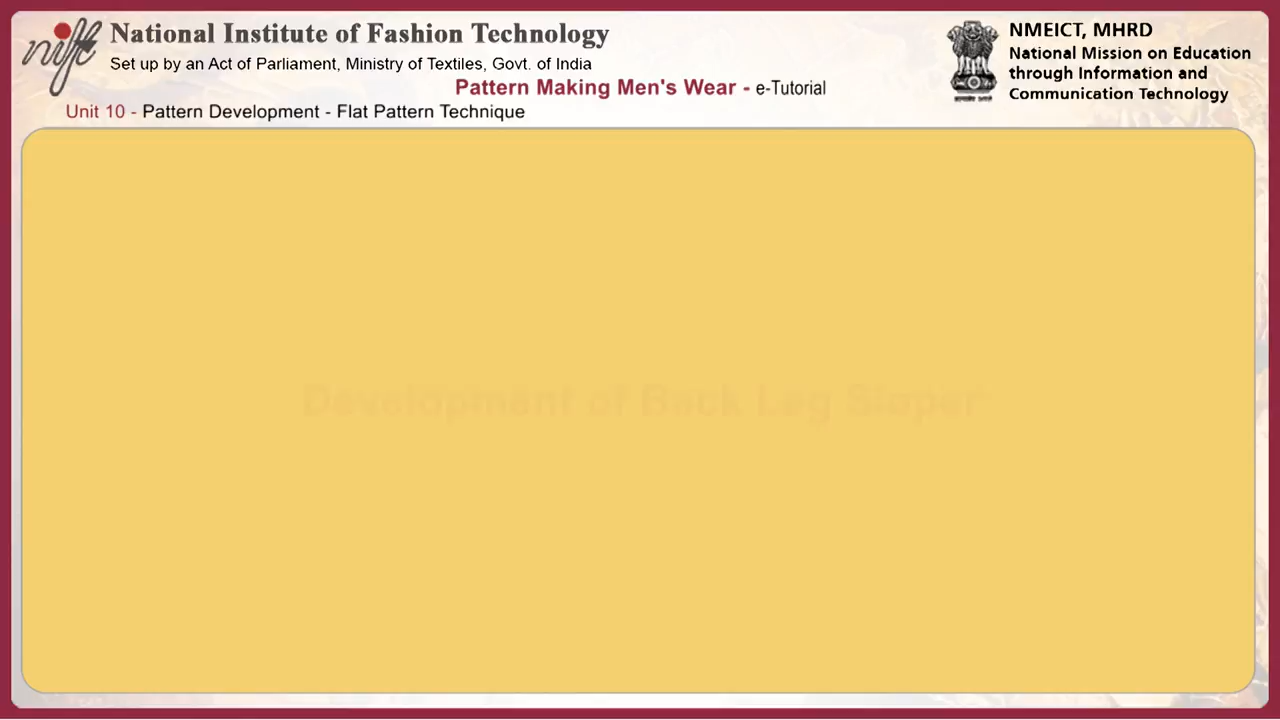 National Institute of Fashion Technology
Set up by an Act of Parliament, Ministry of Textiles, Govt. of India
Pattern Making Men's Wear - e-Tutorial
Unit 10 - Pattern Development - Flat Pattern Technique
NMEICT, MHRD
National Mission on Education
through Information and
Communication Technology
nift
Development of Back Leg Sloper